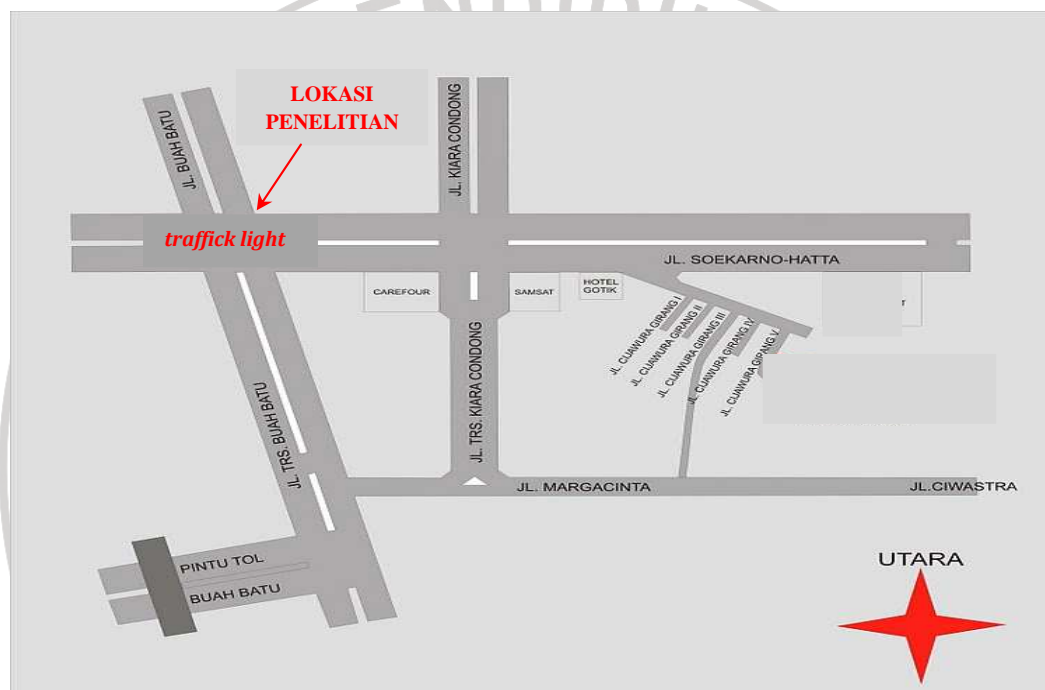 LOKASI
PENELITIAN
JL. BUAH BATU
JL. KIARA CONDONG
traffick light
JL. SOEKARNO-HATTA
CAREFOUR
SAMSAT
HOTEL
GOTIK
JL. CIJAWURA GIRANG I
JL. CIJAWURA GIRANG II
JL. CIJAWURA GIRANG III
JL. CIJAWURA GIRANG IV
JL. CIJAWURA GIRANG V
JL. TRS. BUAH BATU
JL. TRS. KIARA CONDONG
JL. MARGACINTA
JL.CIWASTRA
PINTU TOL
BUAH BATU
UTARA